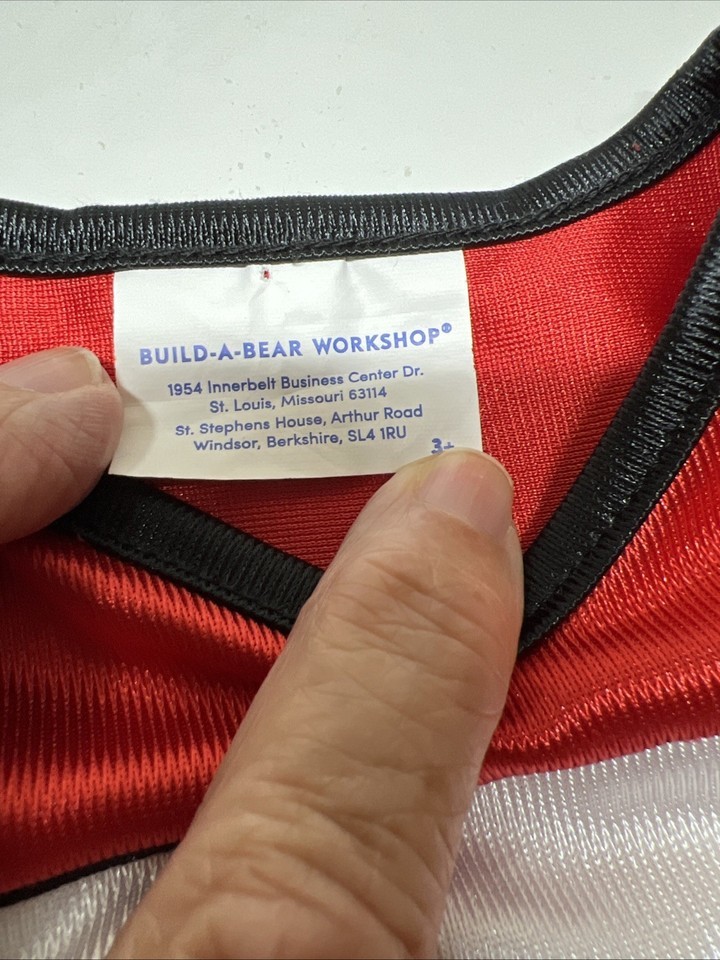 BUILD-A-BEAR WORKSHOP®
1954 Innerbelt Business Center Dr.
St. Louis, Missouri 63114
St. Stephens House, Arthur Road
Windsor, Berkshire, SL4 1RU
3+